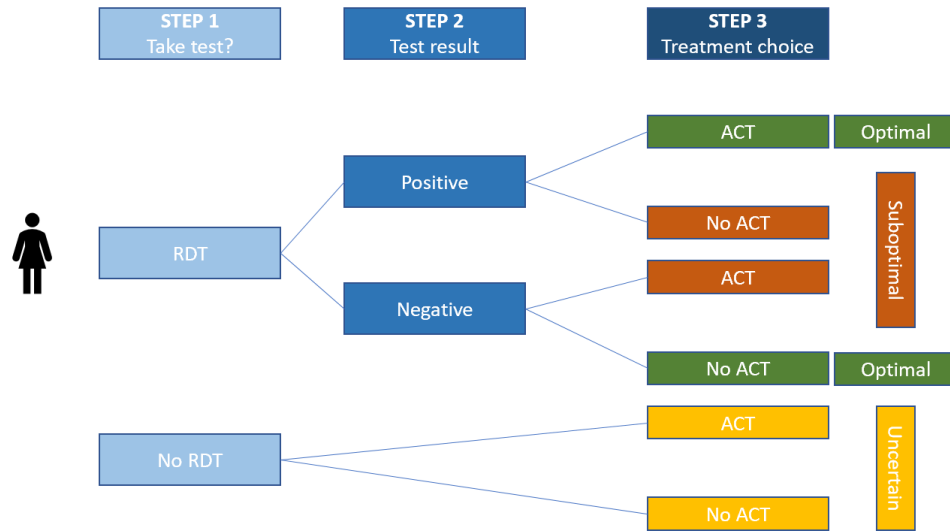 STEP 1
Take test?
STEP 2
Test result
STEP 3
Treatment choice
ACT
Optimal
Positive
Suboptimal
No ACT
RDT
ACT
Negative
No ACT
Optimal
ACT
Uncertain
No RDT
No ACT